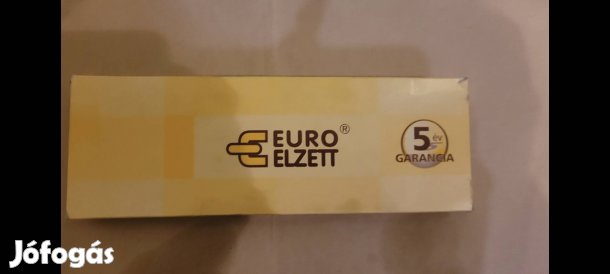 EURO®
ELZETT
5 év
GARANCIA
Jófogás